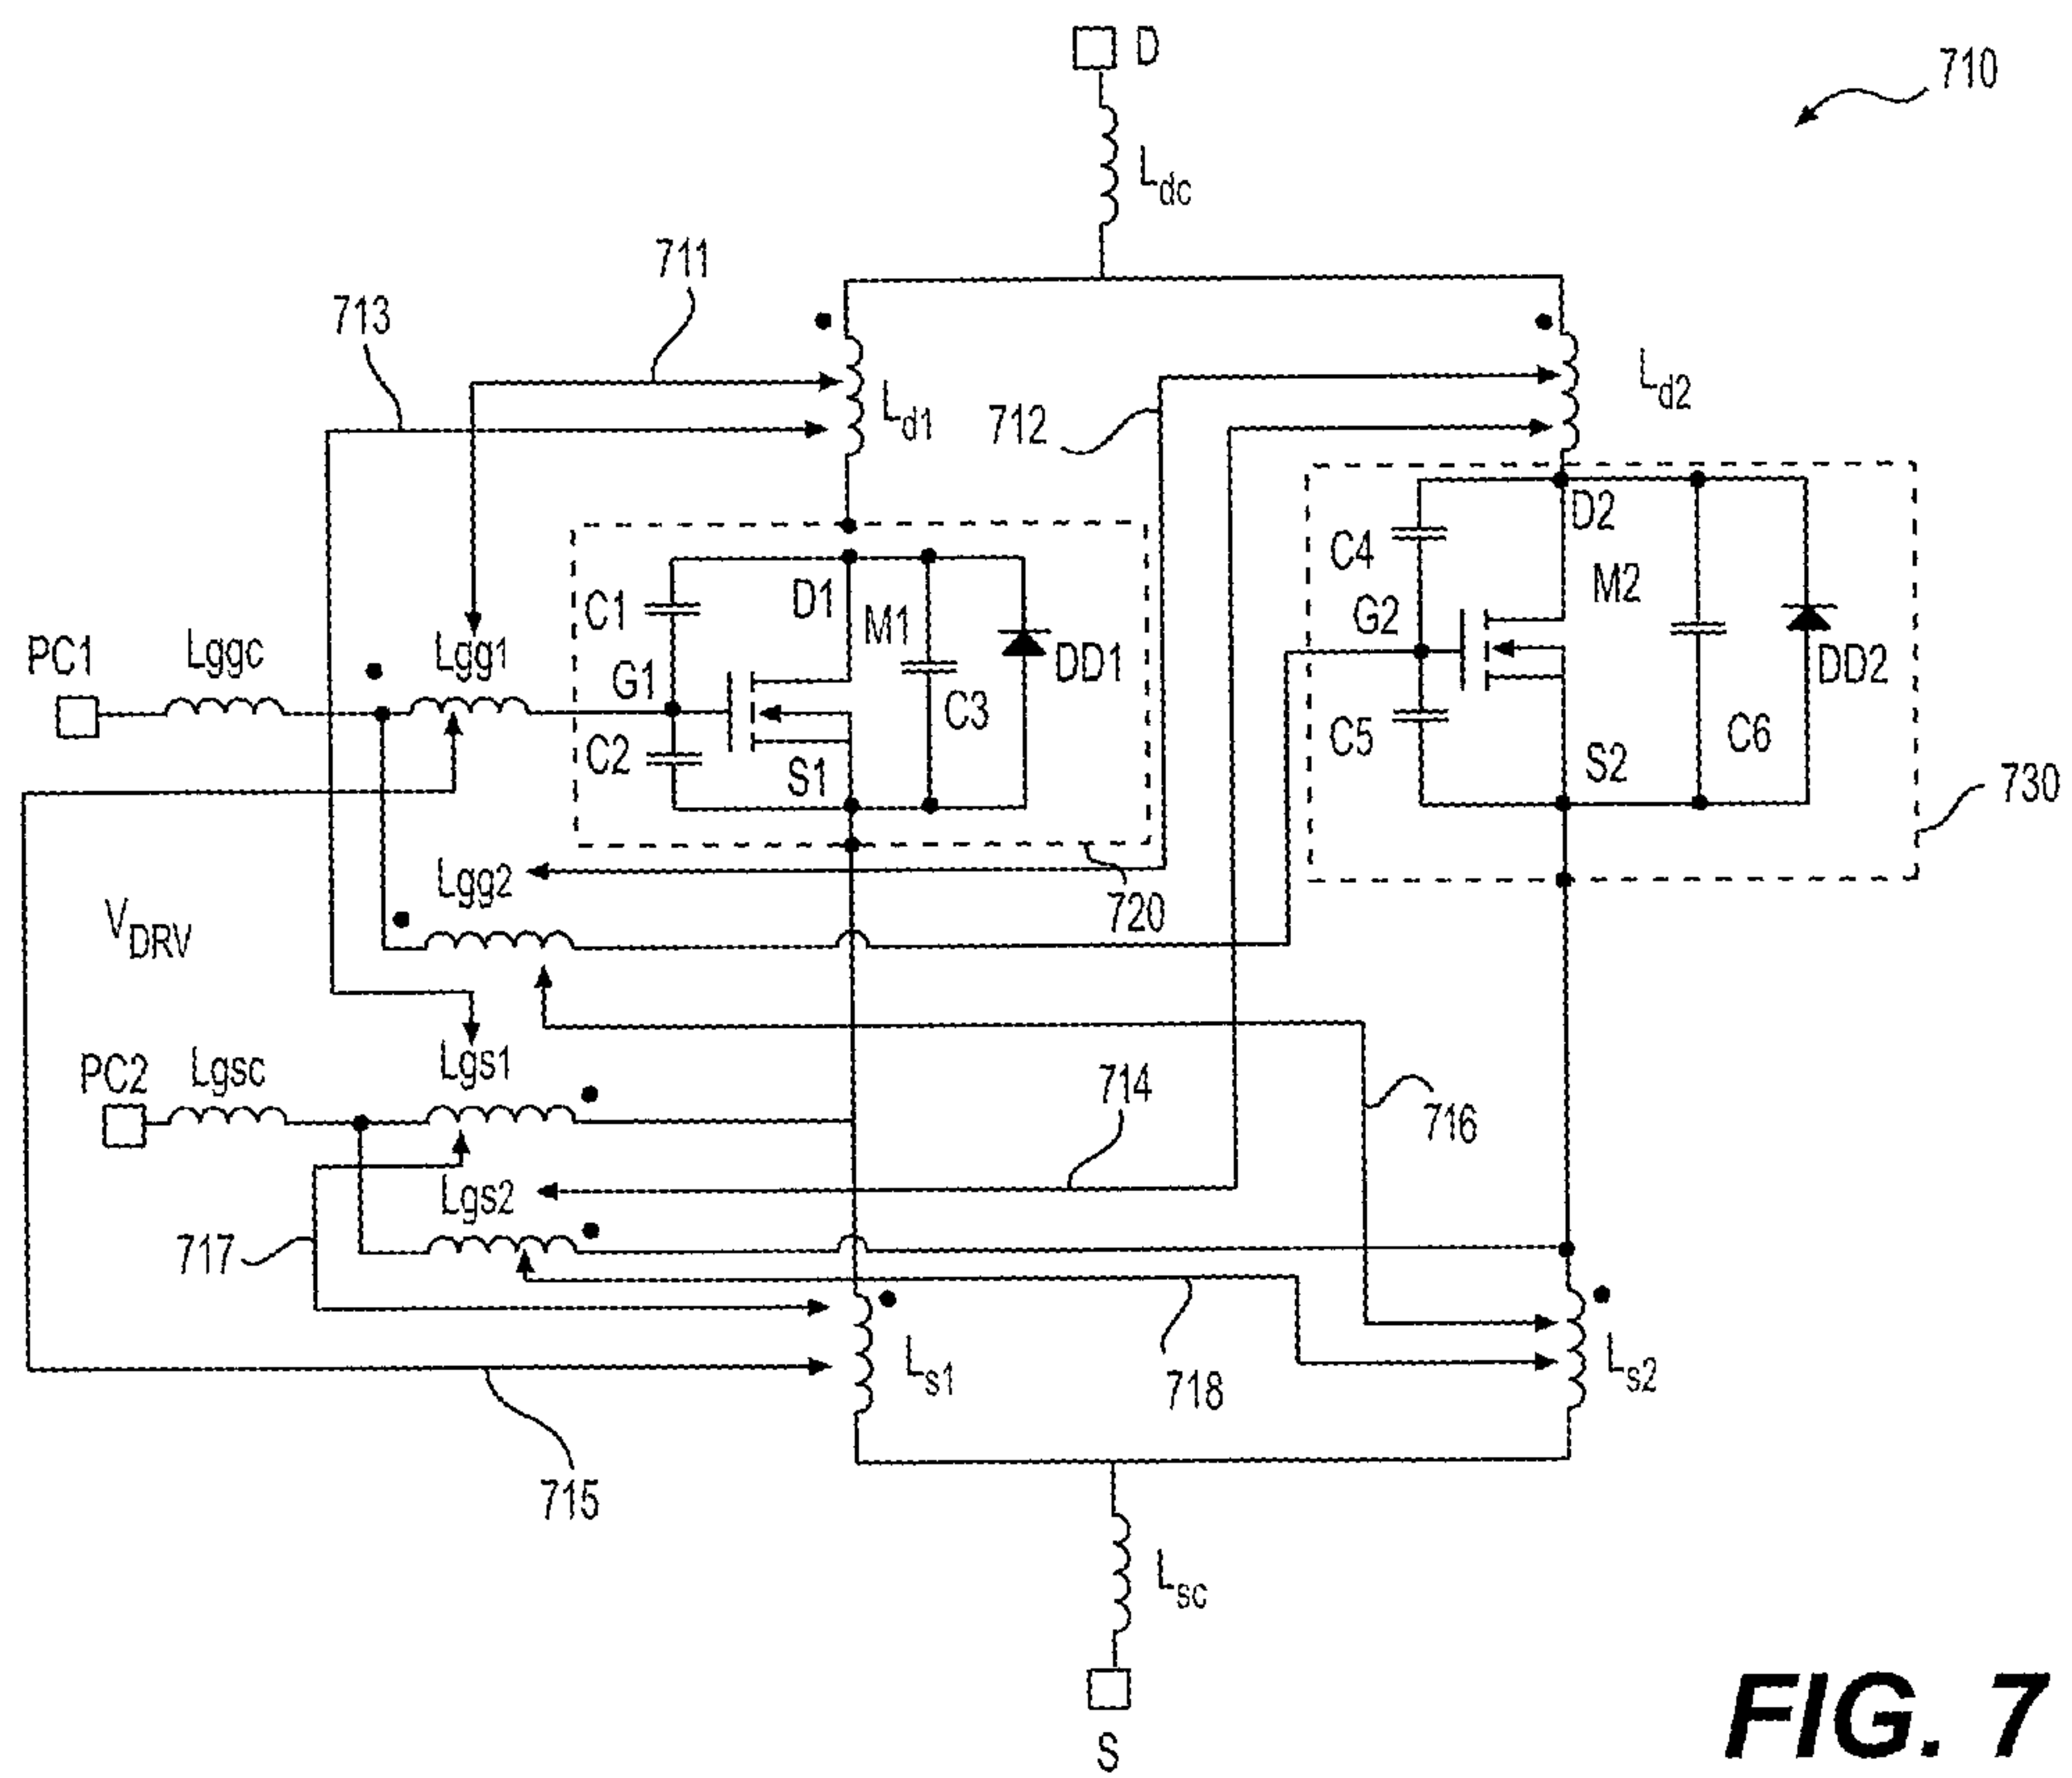 D
710
Ldc
711
713
Ld1
712
Ld2
D2
C4
M2
G2
C1
D1
M1
PC1
Lggc
Lgg1
G1
DD1
DD2
C3
C5
C6
C2
S1
S2
730
Lgg2
720
VDRV
PC2
Lgsc
Lgs1
714
716
Lgs2
717
Ls1
718
Ls2
715
Lsc
S
FIG. 7